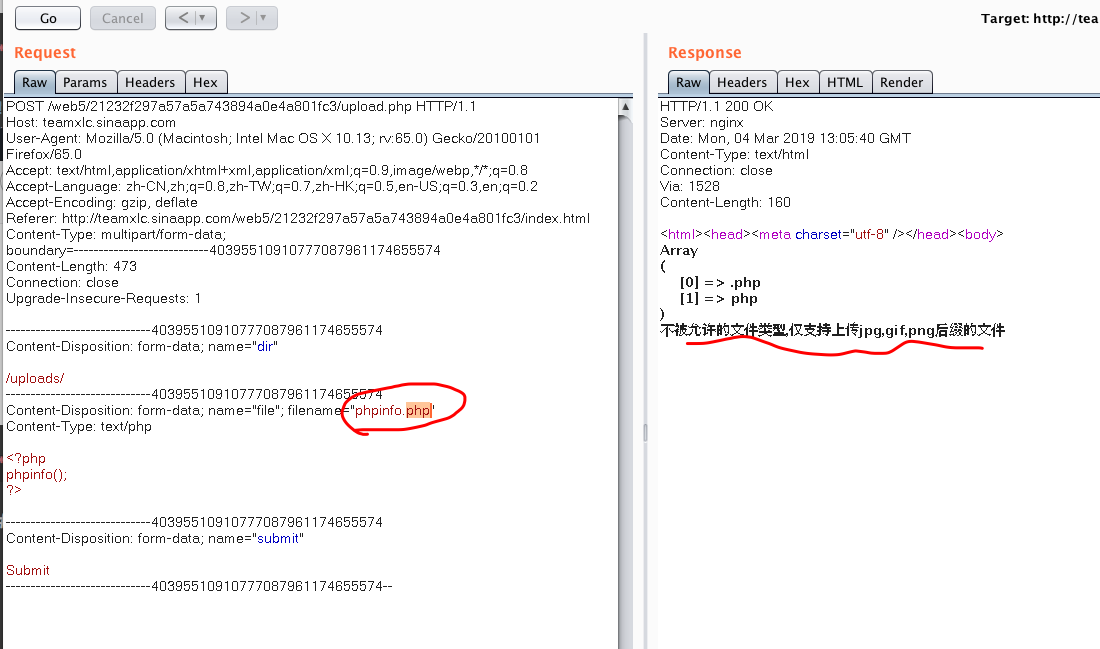 Go
Cancel
<
>
Target: http://tea
Request
Response
Raw
Params
Headers
Hex
Raw
Headers
Hex
HTML
Render
POST /web5/21232f297a57a5a743894a0e4a801fc3/upload.php HTTP/1.1
Host: teamxlc.sinaapp.com
User-Agent: Mozilla/5.0 (Macintosh; Intel Mac OS X 10.13; rv:65.0) Gecko/20100101
Firefox/65.0
Accept: text/html,application/xhtml+xml,application/xml;q=0.9,image/webp,*/*;q=0.8
Accept-Language: zh-CN,zh;q=0.8,zh-TW;q=0.7,zh-HK;q=0.5,en-US;q=0.3,en;q=0.2
Accept-Encoding: gzip, deflate
Referer: http://teamxlc.sinaapp.com/web5/21232f297a57a5a743894a0e4a801fc3/index.html
Content-Type: multipart/form-data;
boundary=---------------------------4039551091077708796​1174655574
Content-Length: 473
Connection: close
Upgrade-Insecure-Requests: 1
-----------------------------40395510910777087961174655574
Content-Disposition: form-data; name="dir"
/uploads/
-----------------------------40395510910777087961174655574
Content-Disposition: form-data; name="file"; filename="phpinfo.php"
Content-Type: text/php
<?php
phpinfo();
?>
-----------------------------40395510910777087961174655574
Content-Disposition: form-data; name="submit"
Submit
-----------------------------40395510910777087961174655574--
HTTP/1.1 200 OK
Server: nginx
Date: Mon, 04 Mar 2019 13:05:40 GMT
Content-Type: text/html
Connection: close
Via: 1528
Content-Length: 160
<html><head><meta charset="utf-8" /></head><body>
Array
(
[0] => .php
[1] => php
)
不被允许的文件类型,仅支持上传jpg,gif,png后缀的文件